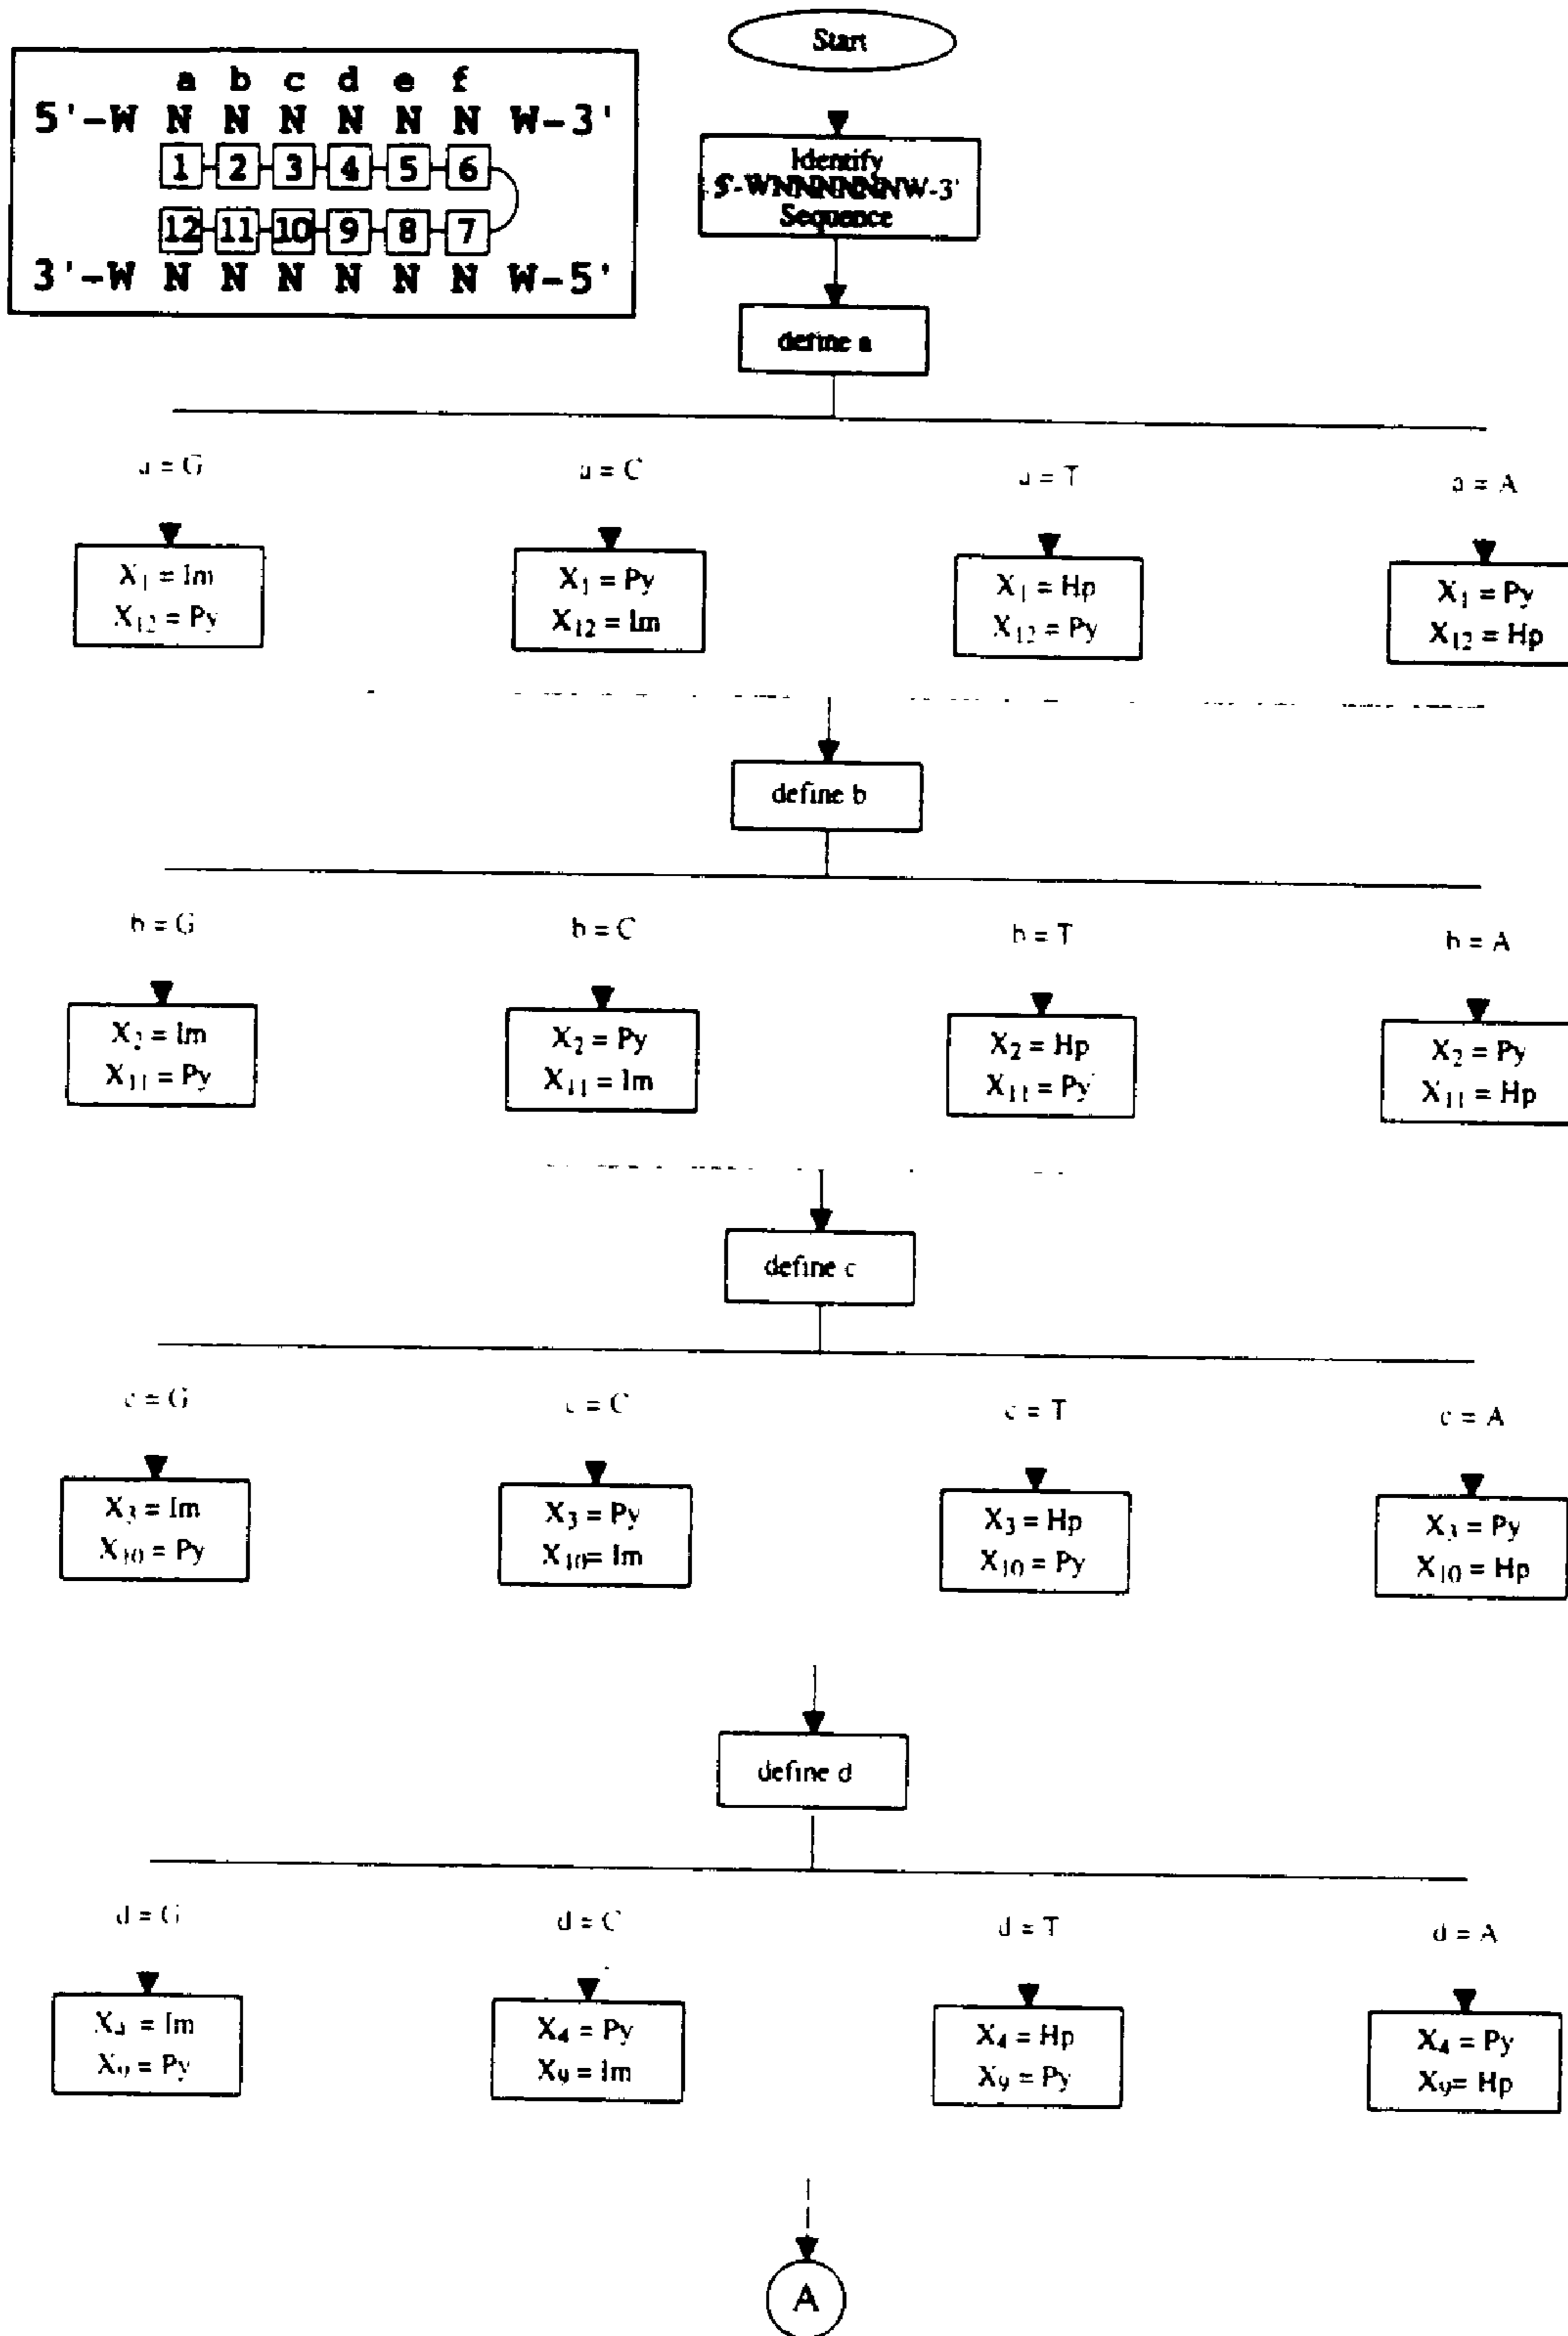 Start
a b c d e f
5'-W N N N N N N W-3'
1 2 3 4 5 6
12 11 10 9 8 7
3'-W N N N N N N W-5'
Identify
5'-WNNNNNNW-3'
Sequence
define a
a = G
a = C
a = T
a = A
X1 = Im
X12 = Py
X1 = Py
X12 = Im
X1 = Hp
X12 = Py
X1 = Py
X12 = Hp
define b
b = G
b = C
b = T
b = A
X2 = Im
X11 = Py
X2 = Py
X11 = Im
X2 = Hp
X11 = Py
X2 = Py
X11 = Hp
define c
c = G
c = C
c = T
c = A
X3 = Im
X10 = Py
X3 = Py
X10= Im
X3 = Hp
X10 = Py
X3 = Py
X10 = Hp
define d
d = G
d = C
d = T
d = A
X4 = Im
X9 = Py
X4 = Py
X9 = Im
X4 = Hp
X9 = Py
X4 = Py
X9= Hp
A